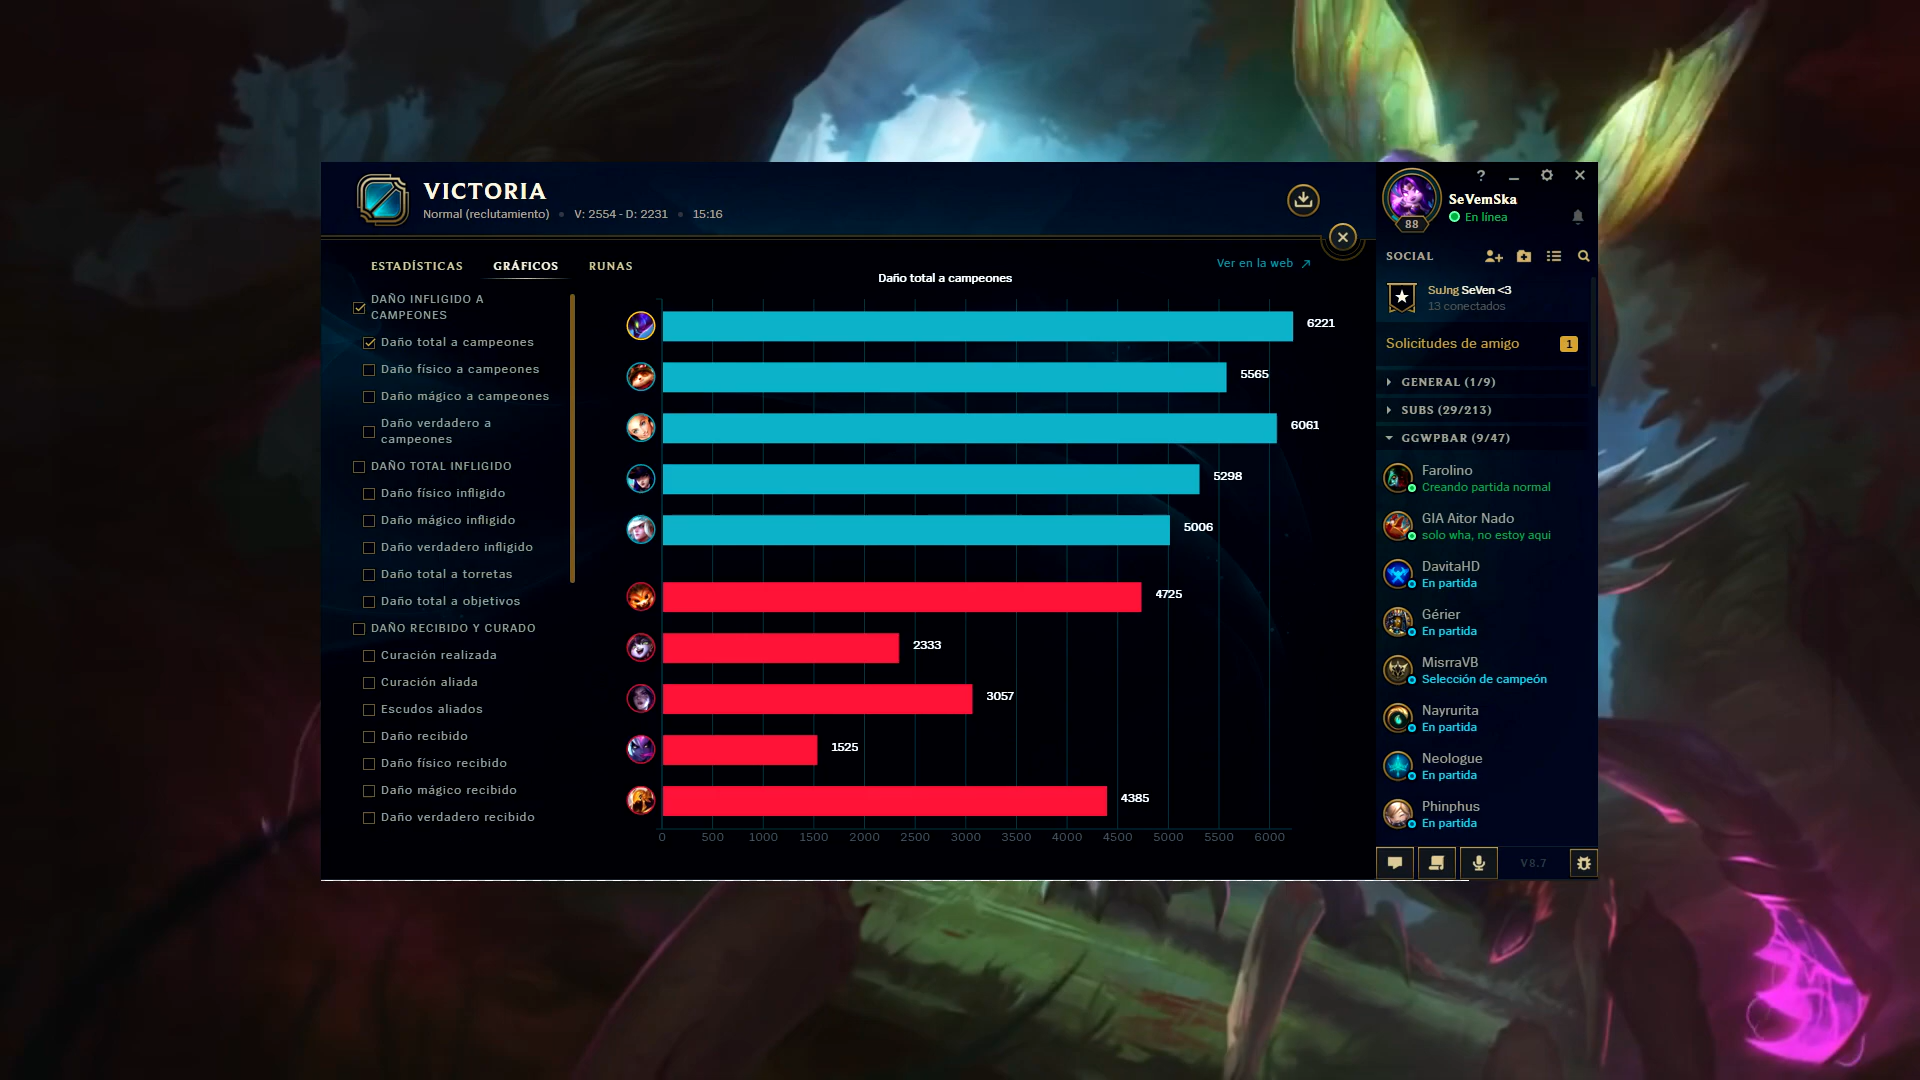 VICTORIA
Normal (reclutamiento) • V: 2554 - D: 2231 • 15:16
ESTADÍSTICAS GRÁFICOS RUNAS
Ver en la web
Daño total a campeones
DAÑO INFLIGIDO A
CAMPEONES
Daño total a campeones
Daño físico a campeones
Daño mágico a campeones
Daño verdadero a
campeones
DAÑO TOTAL INFLIGIDO
Daño físico infligido
Daño mágico infligido
Daño verdadero infligido
Daño total a torretas
Daño total a objetivos
DAÑO RECIBIDO Y CURADO
Curación realizada
Curación aliada
Escudos aliados
Daño recibido
Daño físico recibido
Daño mágico recibido
Daño verdadero recibido
6221
5565
6061
5298
5006
4725
2333
3057
1525
4385
0 500 1000 1500 2000 2500 3000 3500 4000 4500 5000 5500 6000
?
SeVemSka
En línea
88
SOCIAL
SuJng SeVen <3
13 conectados
Solicitudes de amigo 1
GENERAL (1/9)
SUBS (29/213)
GGWPBAR (9/47)
Farolino
Creando partida normal
GIA Aitor Nado
solo wha, no estoy aqui
DavitaHD
En partida
Gérier
En partida
MisrraVB
Selección de campeón
Nayrurita
En partida
Neologue
En partida
Phinphus
En partida
V8.7